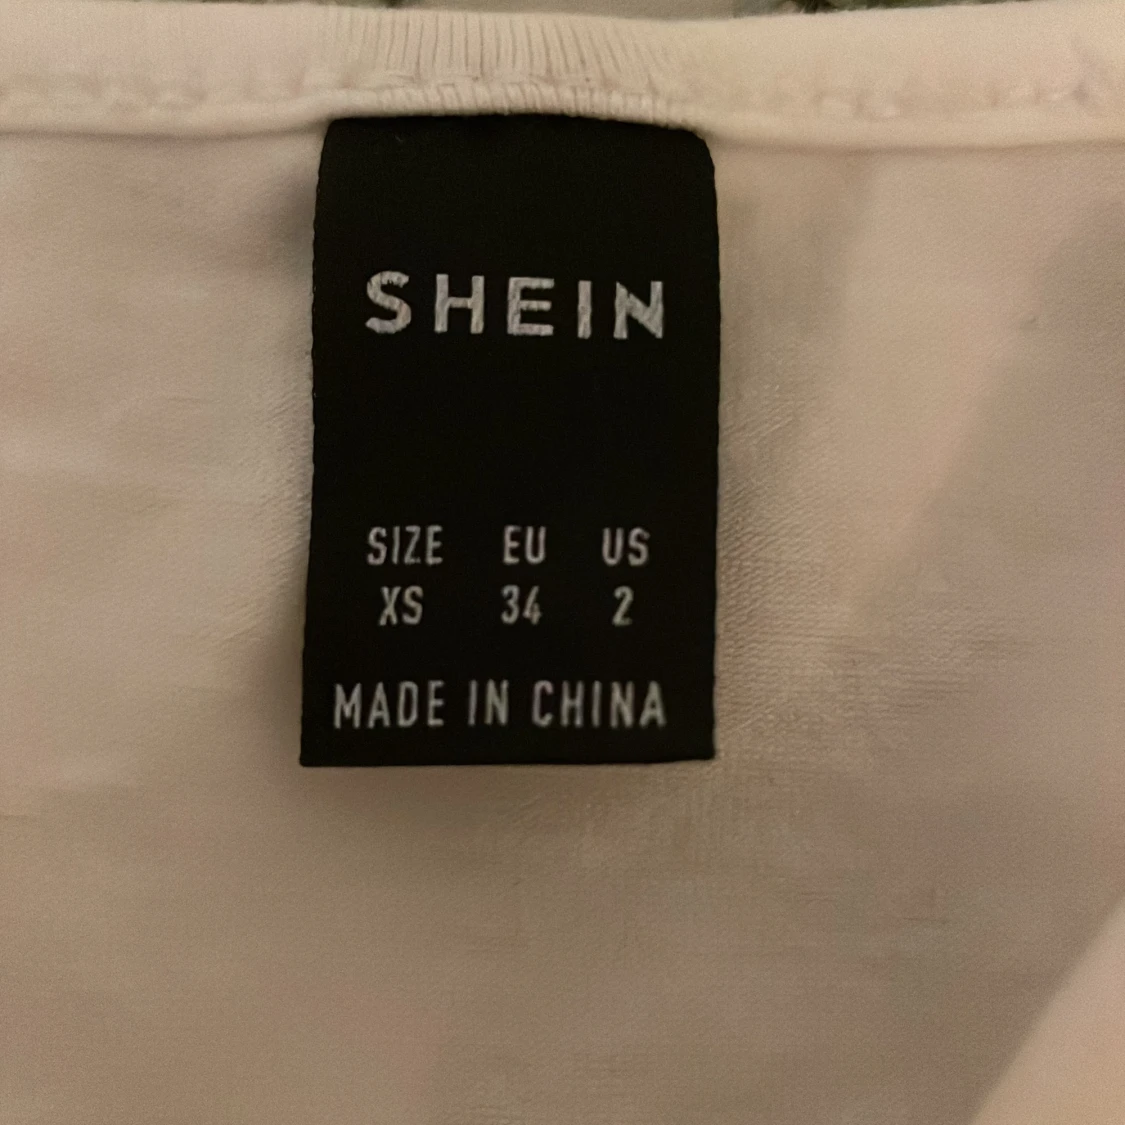 SHEIN
SIZE EU US
XS 34 2
MADE IN CHINA